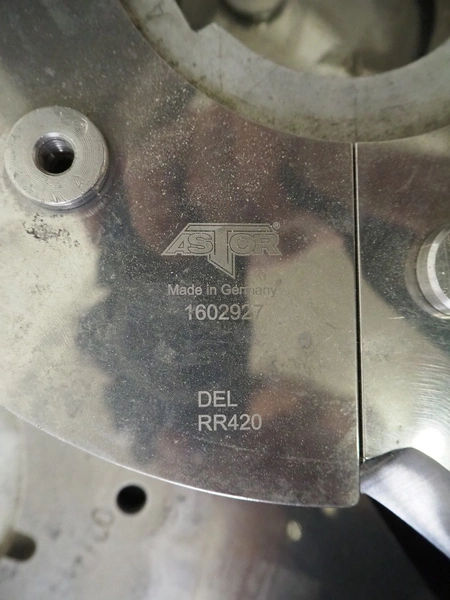 ASTOR®
Made in Germany
1602927
DEL
RR420